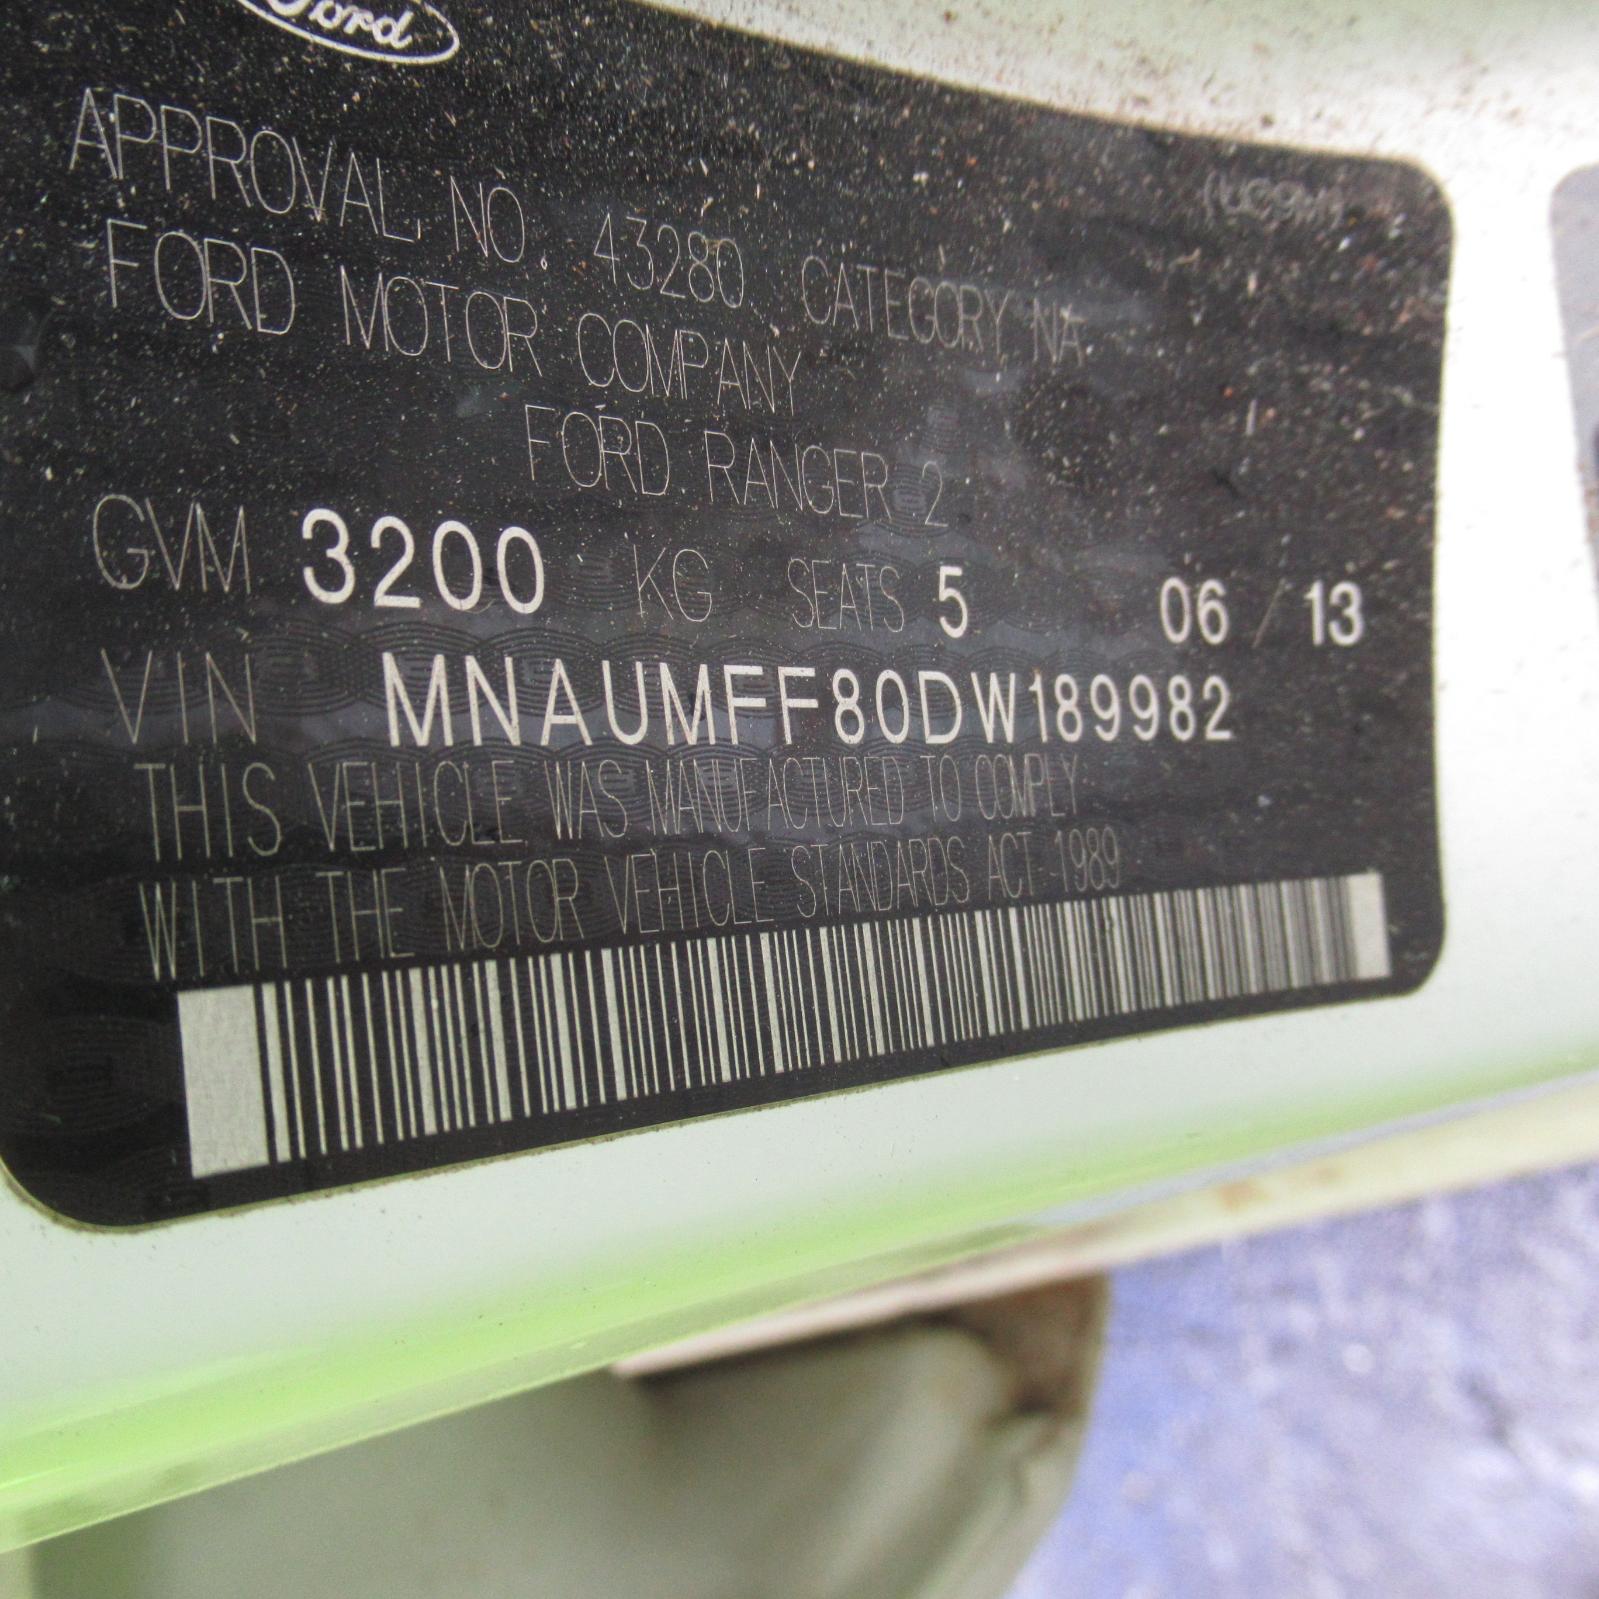 Ford
APPROVAL NO. 43280 CATEGORY NA
FORD MOTOR COMPANY
FORD RANGER 2
GVM 3200 KG SEATS 5 06 / 13
VIN MNAUMFF80DW189982
THIS VEHICLE WAS MANUFACTURED TO COMPLY
WITH THE MOTOR VEHICLE STANDARDS ACT 1989